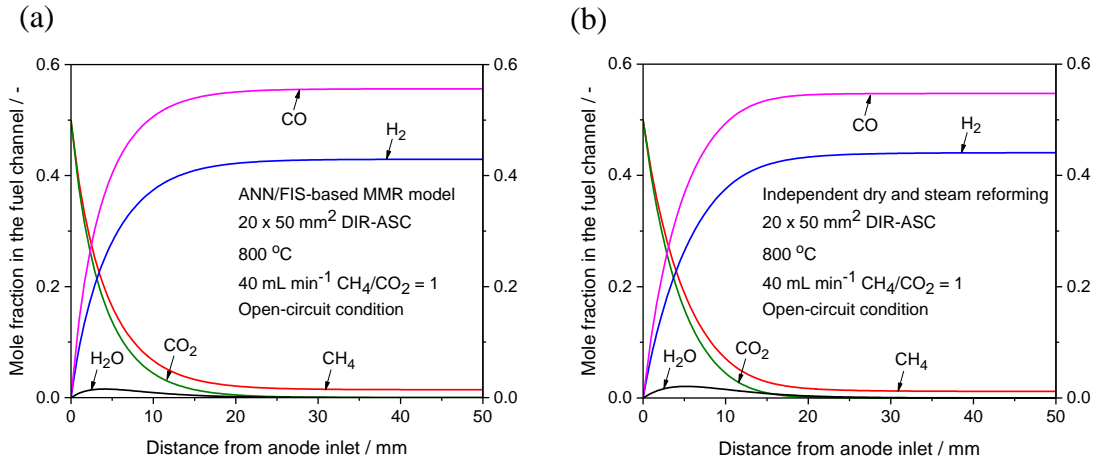 (a)
0.6
0.4
0.2
0.0
0.6
0.4
0.2
0.0
Mole fraction in the fuel channel / -
CO
H2
ANN/FIS-based MMR model
20 x 50 mm² DIR-ASC
800 °C
40 mL min⁻¹ CH4/CO2 = 1
Open-circuit condition
H2O
CO2
CH4
0 10 20 30 40 50
Distance from anode inlet / mm
(b)
0.6
0.4
0.2
0.0
0.6
0.4
0.2
0.0
Mole fraction in the fuel channel / -
CO
H2
Independent dry and steam reforming
20 x 50 mm² DIR-ASC
800 °C
40 mL min⁻¹ CH4/CO2 = 1
Open-circuit condition
H2O
CO2
CH4
0 10 20 30 40 50
Distance from anode inlet / mm